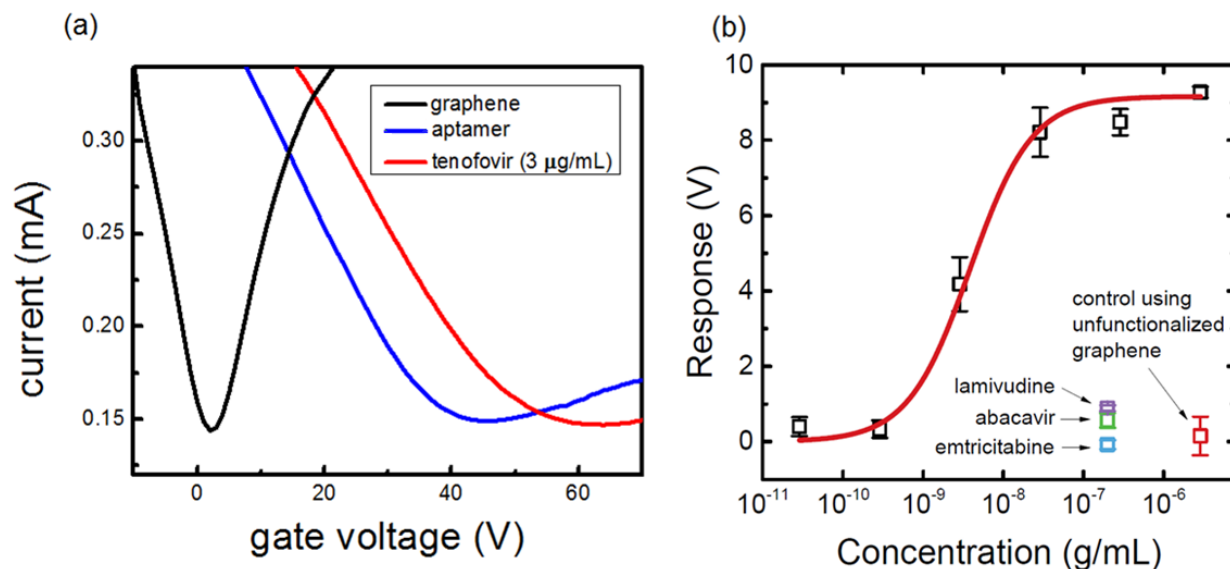 (a)
graphene
aptamer
tenofovir (3 μg/mL)
0.30
0.25
0.20
0.15
current (mA)
0
20
40
60
gate voltage (V)
(b)
10
8
6
4
2
0
Response (V)
control using
unfunctionalized
graphene
lamivudine
abacavir
emtricitabine
10⁻¹¹
10⁻¹⁰
10⁻⁹
10⁻⁸
10⁻⁷
10⁻⁶
Concentration (g/mL)